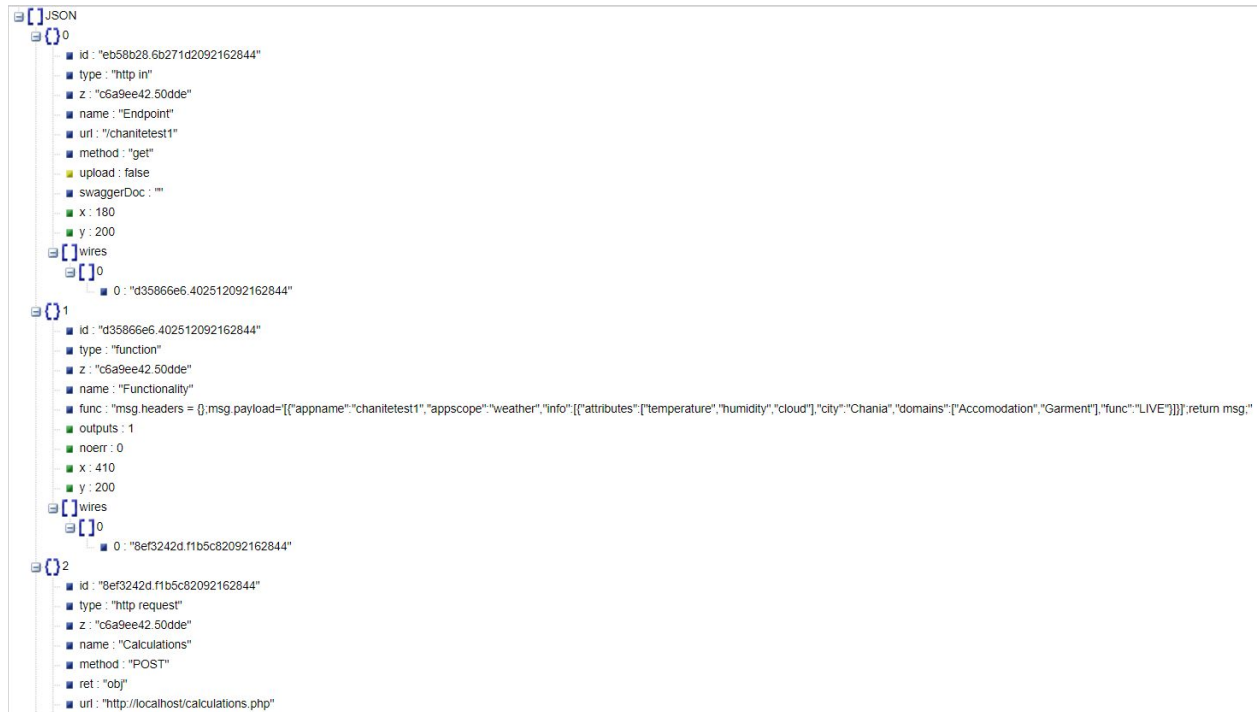 JSON
0
id : "eb58b28.6b271d2092162844"
type : "http in"
z : "c6a9ee42.50dde"
name : "Endpoint"
url : "/chanitetest1"
method : "get"
upload : false
swaggerDoc : ""
x : 180
y : 200
wires
0
0 : "d35866e6.402512092162844"
1
id : "d35866e6.402512092162844"
type : "function"
z : "c6a9ee42.50dde"
name : "Functionality"
func : "msg.headers = {};msg.payload='[{"appname":"chanitetest1","appscope":"weather","info":[{"attributes":["temperature","humidity","cloud"],"city":"Chania","domains":["Accomodation","Garment"],"func":"LIVE"}]}]';return msg;"
outputs : 1
noerr : 0
x : 410
y : 200
wires
0
0 : "8ef3242d.f1b5c82092162844"
2
id : "8ef3242d.f1b5c82092162844"
type : "http request"
z : "c6a9ee42.50dde"
name : "Calculations"
method : "POST"
ret : "obj"
url : "http://localhost/calculations.php"